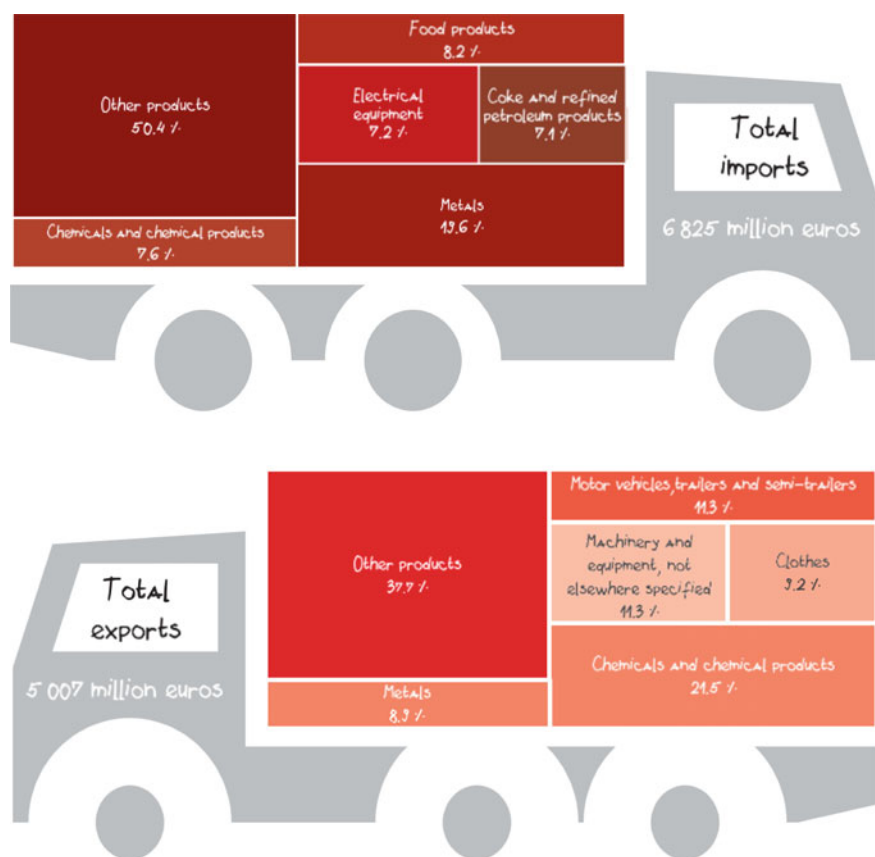 Food products
8.2 %
Other products
50.4 %
Electrical
equipment
7.2 %
Coke and refined
petroleum products
7.1 %
Metals
19.6 %
Chemicals and chemical products
7.6 %
Total
imports
6 825 million euros
Motor vehicles, trailers and semi-trailers
11.3 %
Other products
37.7 %
Machinery and
equipment, not
elsewhere specified
11.3 %
Clothes
9.2 %
Chemicals and chemical products
21.5 %
Metals
8.9 %
Total
exports
5 007 million euros